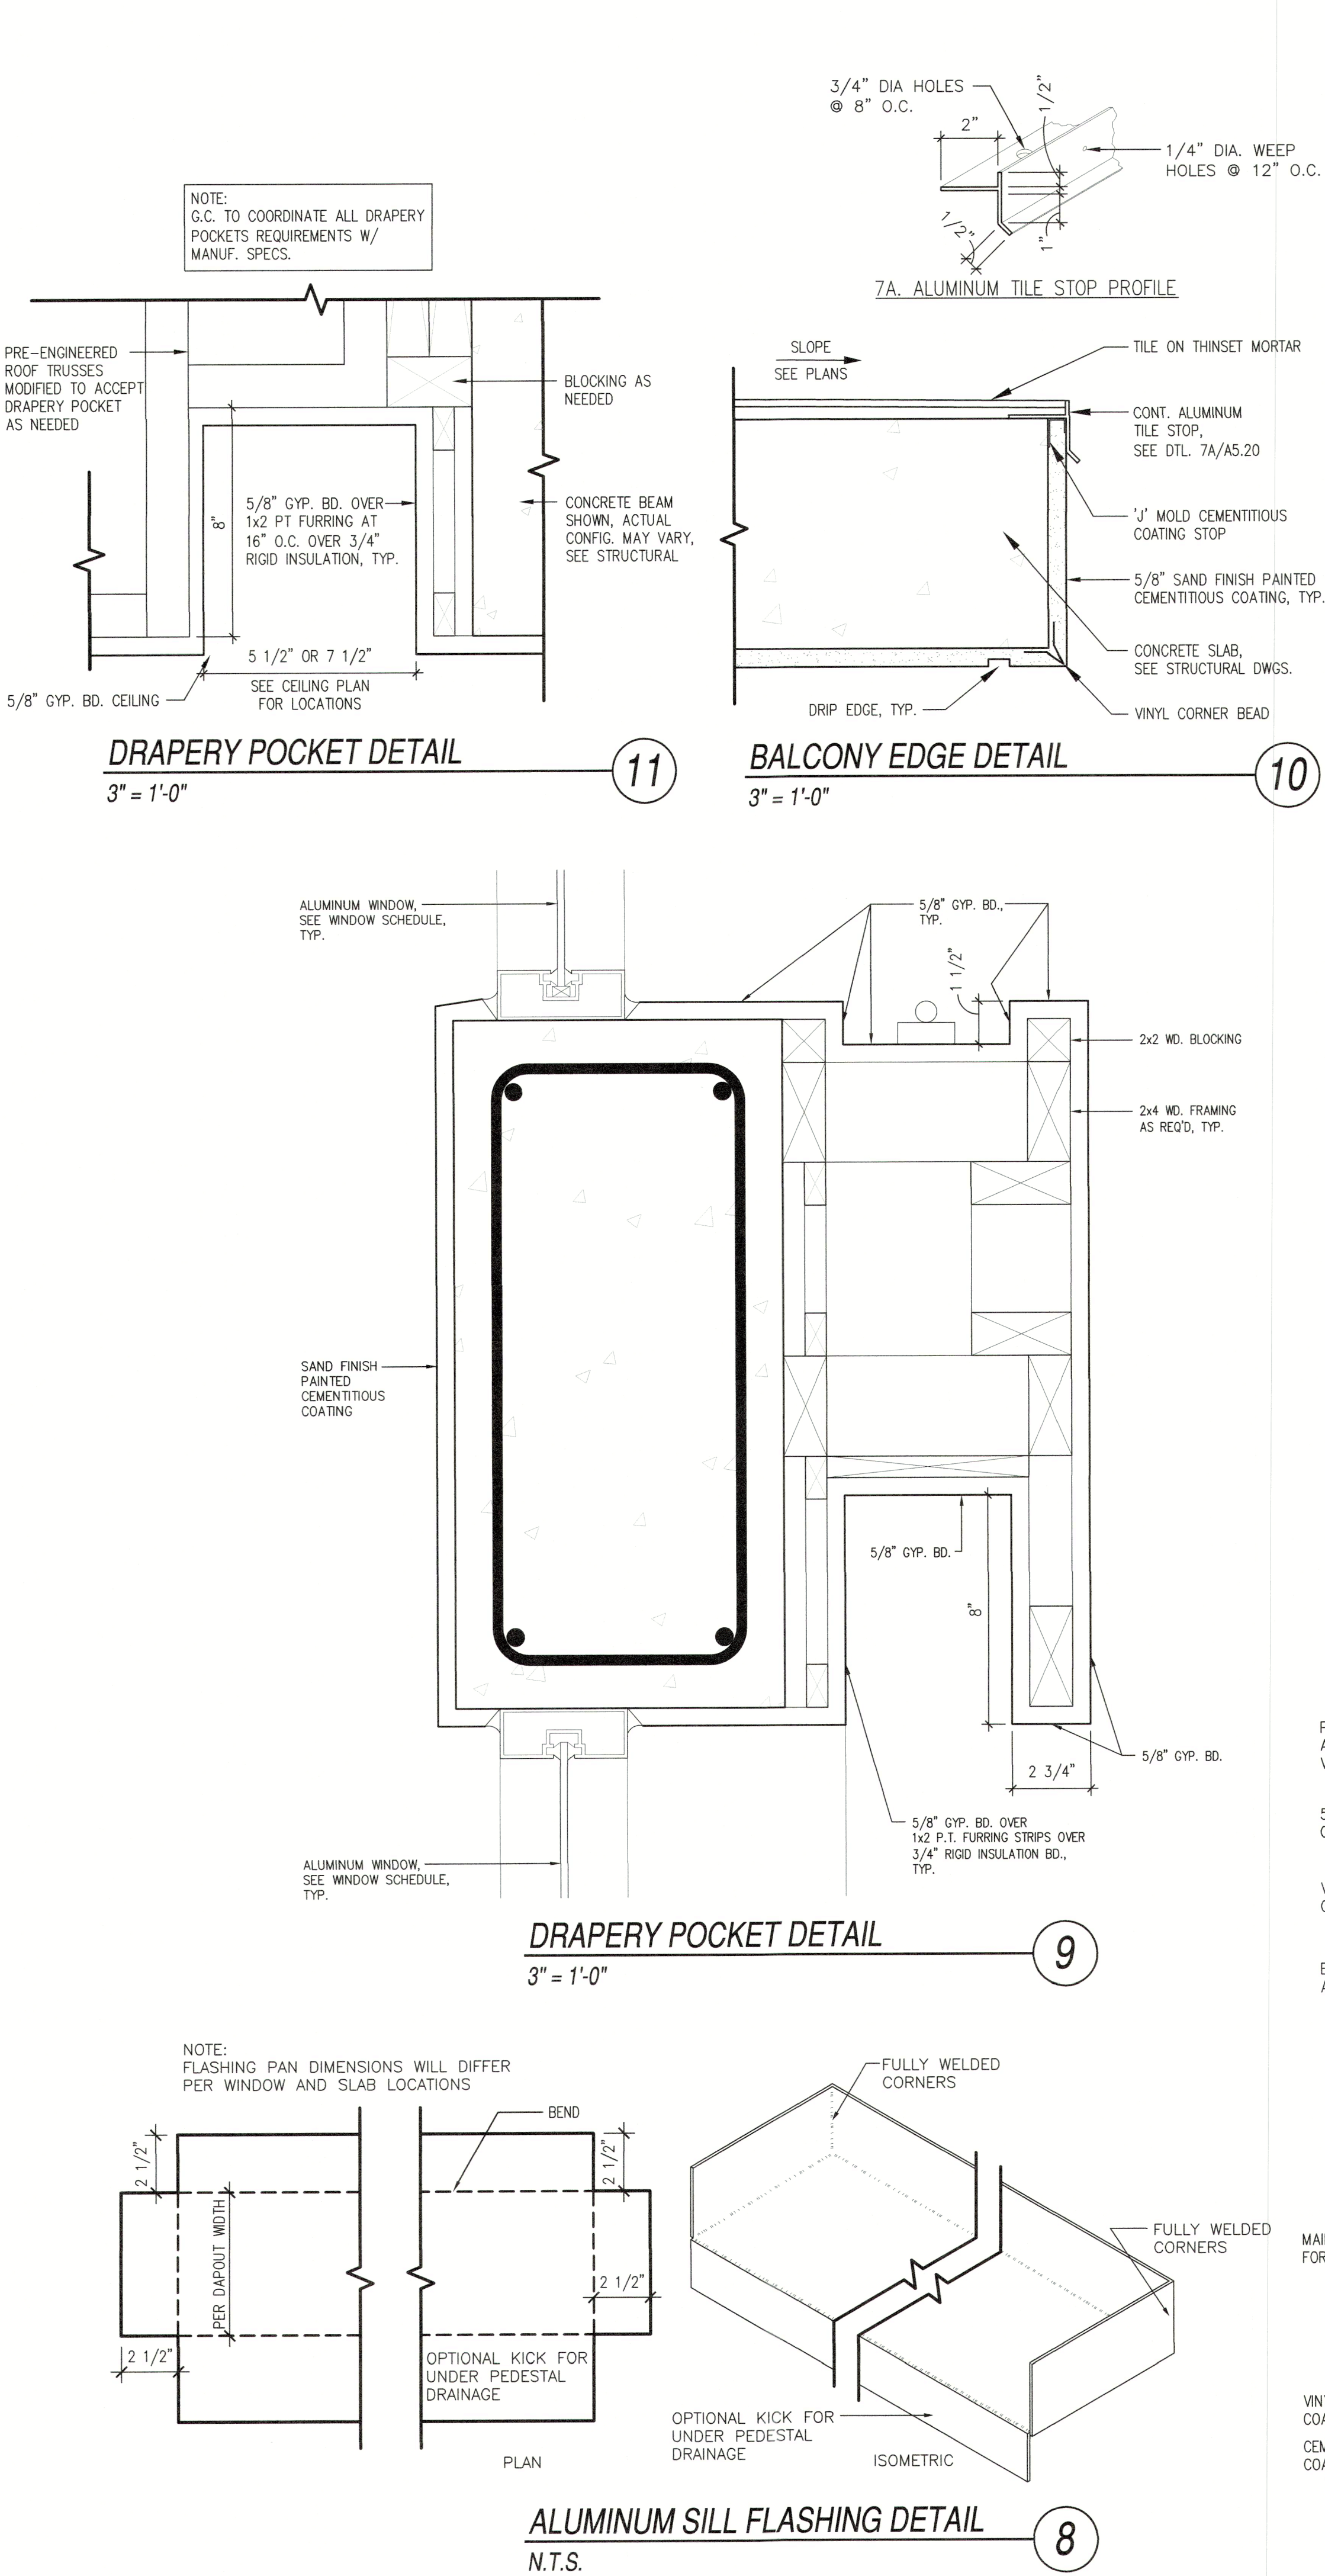 3/4" DIA HOLES
@ 8" O.C.
2"
1/2"
1/4" DIA. WEEP
HOLES @ 12" O.C.
1/2"
1"
7A. ALUMINUM TILE STOP PROFILE
NOTE:
G.C. TO COORDINATE ALL DRAPERY
POCKETS REQUIREMENTS W/
MANUF. SPECS.
PRE-ENGINEERED
ROOF TRUSSES
MODIFIED TO ACCEPT
DRAPERY POCKET
AS NEEDED
BLOCKING AS
NEEDED
8"
5/8" GYP. BD. OVER
1x2 PT FURRING AT
16" O.C. OVER 3/4"
RIGID INSULATION, TYP.
CONCRETE BEAM
SHOWN, ACTUAL
CONFIG. MAY VARY,
SEE STRUCTURAL
5 1/2" OR 7 1/2"
SEE CEILING PLAN
FOR LOCATIONS
5/8" GYP. BD. CEILING
DRAPERY POCKET DETAIL
11
3" = 1'-0"
SLOPE
SEE PLANS
TILE ON THINSET MORTAR
CONT. ALUMINUM
TILE STOP,
SEE DTL. 7A/A5.20
'J' MOLD CEMENTITIOUS
COATING STOP
5/8" SAND FINISH PAINTED
CEMENTITIOUS COATING, TYP.
CONCRETE SLAB,
SEE STRUCTURAL DWGS.
DRIP EDGE, TYP.
VINYL CORNER BEAD
BALCONY EDGE DETAIL
10
3" = 1'-0"
ALUMINUM WINDOW,
SEE WINDOW SCHEDULE,
TYP.
5/8" GYP. BD.,
TYP.
1 1/2"
2x2 WD. BLOCKING
2x4 WD. FRAMING
AS REQ'D, TYP.
SAND FINISH
PAINTED
CEMENTITIOUS
COATING
5/8" GYP. BD.
8"
5/8" GYP. BD.
2 3/4"
5/8" GYP. BD. OVER
1x2 P.T. FURRING STRIPS OVER
3/4" RIGID INSULATION BD.,
TYP.
ALUMINUM WINDOW,
SEE WINDOW SCHEDULE,
TYP.
DRAPERY POCKET DETAIL
9
3" = 1'-0"
NOTE:
FLASHING PAN DIMENSIONS WILL DIFFER
PER WINDOW AND SLAB LOCATIONS
BEND
2 1/2"
2 1/2"
PER DAPOUT WIDTH
2 1/2"
2 1/2"
OPTIONAL KICK FOR
UNDER PEDESTAL
DRAINAGE
PLAN
FULLY WELDED
CORNERS
FULLY WELDED
CORNERS
OPTIONAL KICK FOR
UNDER PEDESTAL
DRAINAGE
ISOMETRIC
ALUMINUM SILL FLASHING DETAIL
8
N.T.S.